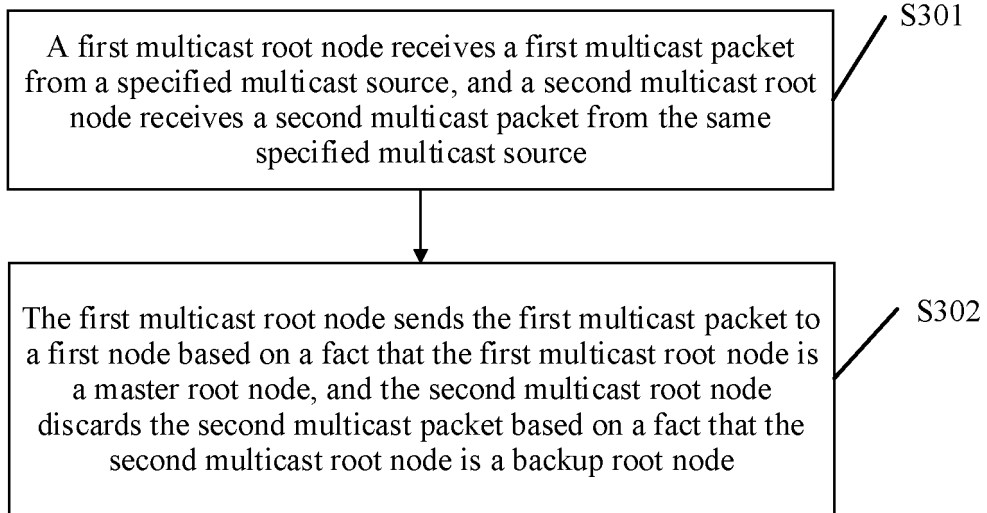 S301
A first multicast root node receives a first multicast packet
from a specified multicast source, and a second multicast root
node receives a second multicast packet from the same
specified multicast source
S302
The first multicast root node sends the first multicast packet to
a first node based on a fact that the first multicast root node is
a master root node, and the second multicast root node
discards the second multicast packet based on a fact that the
second multicast root node is a backup root node